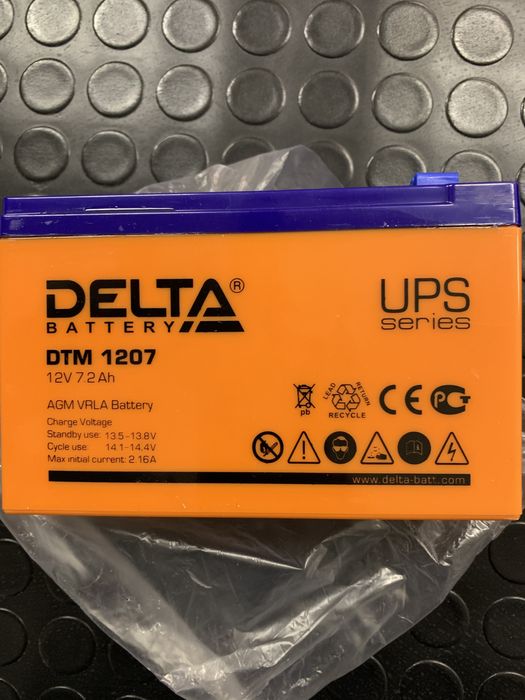 DELTA®
BATTERY
UPS
series
DTM 1207
12V 7.2Ah
AGM VRLA Battery
Charge Voltage
Standby use: 13.5-13.8V
Cycle use: 14.1-14.4V
Max initial current: 2.16A
pb
LEAD RETURN
RECYCLE
CE
РСТ
www.delta-batt.com